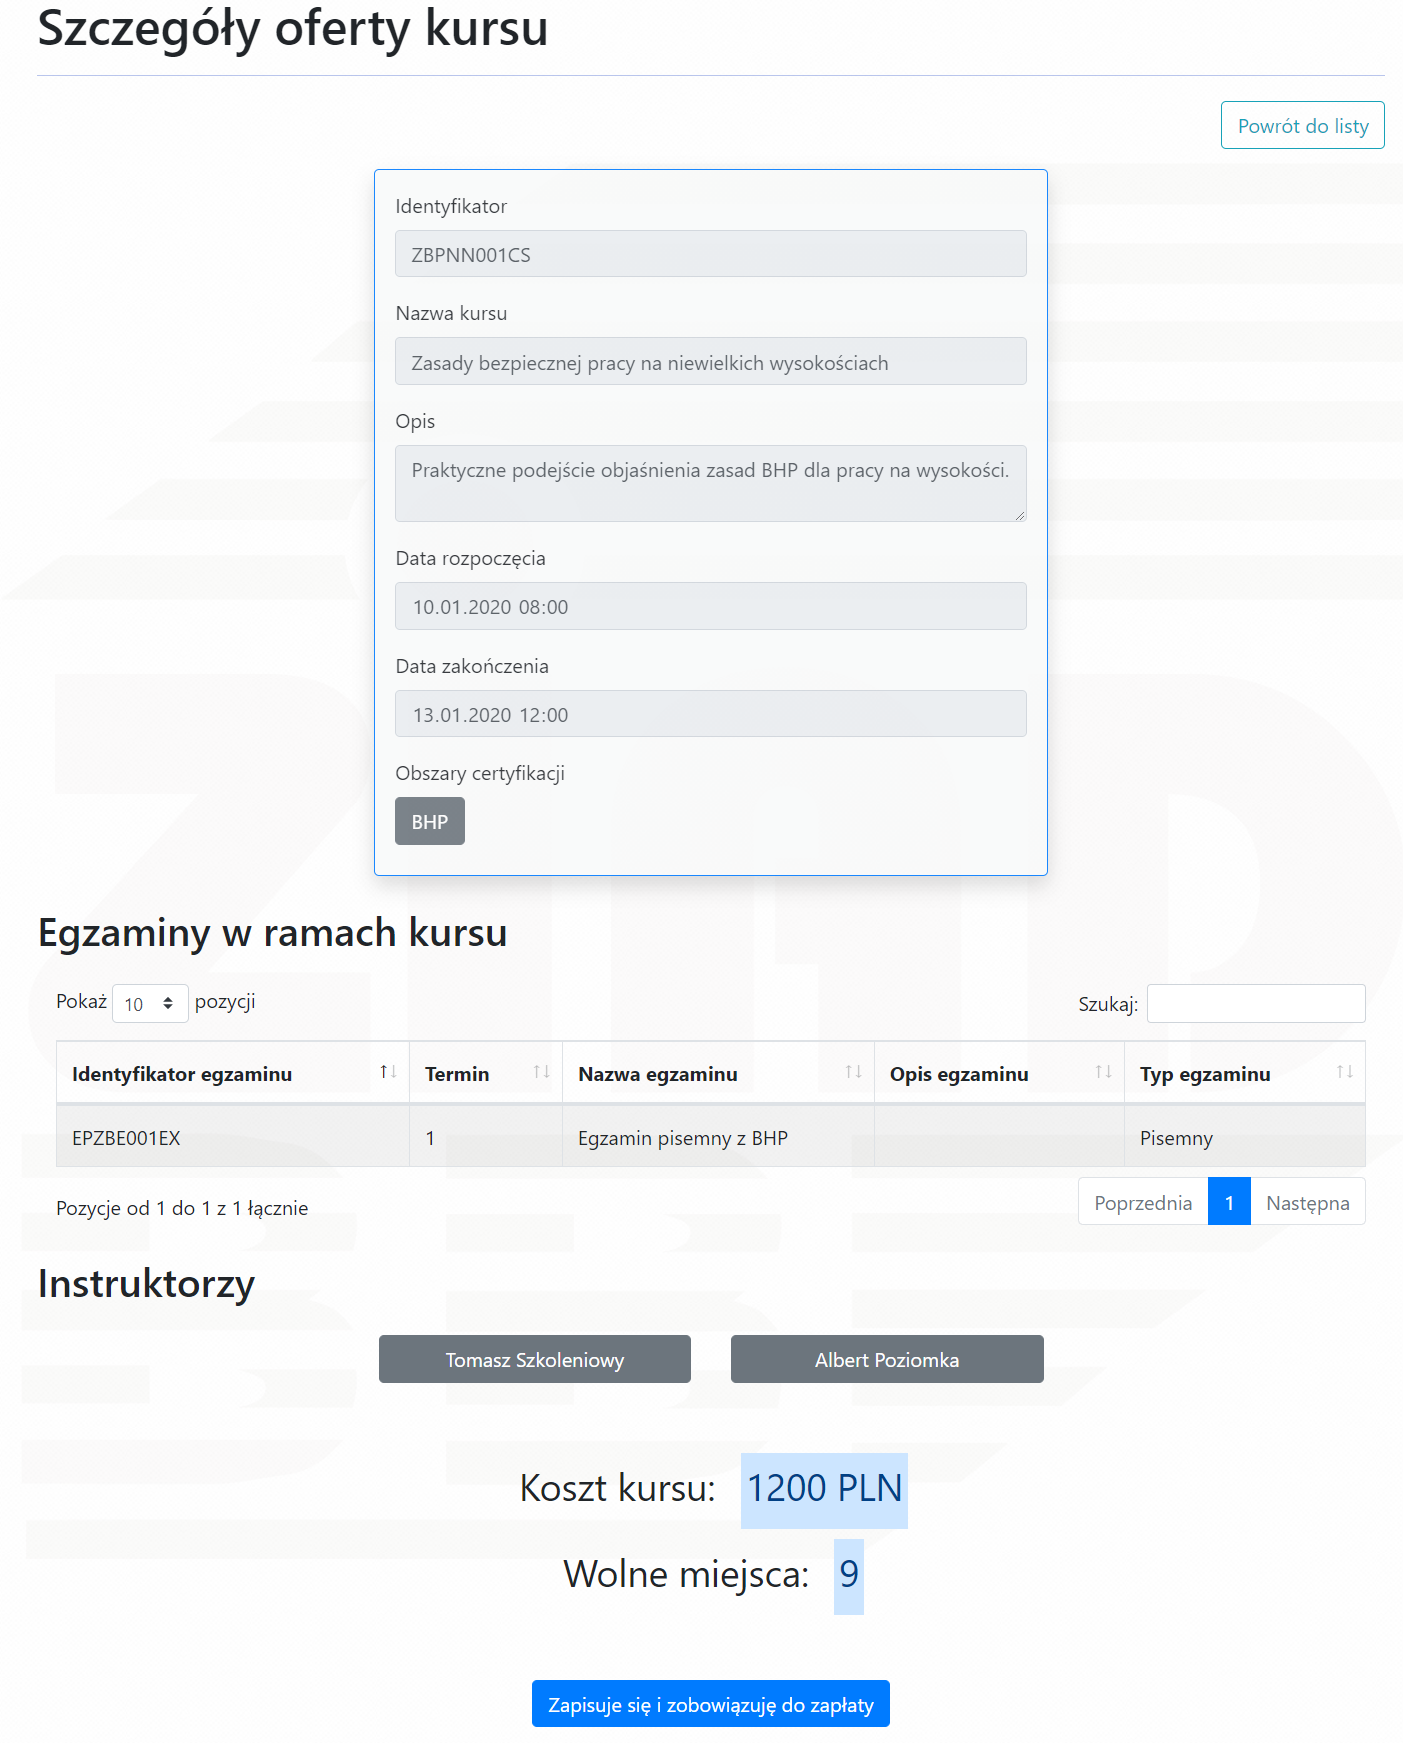 Szczegóły oferty kursu
Powrót do listy
Identyfikator
ZBPNN001CS
Nazwa kursu
Zasady bezpiecznej pracy na niewielkich wysokościach
Opis
Praktyczne podejście objaśnienia zasad BHP dla pracy na wysokości.
Data rozpoczęcia
10.01.2020 08:00
Data zakończenia
13.01.2020 12:00
Obszary certyfikacji
BHP
Egzaminy w ramach kursu
Pokaż 10 pozycji Szukaj:
Identyfikator egzaminu Termin Nazwa egzaminu Opis egzaminu Typ egzaminu
EPZBE001EX 1 Egzamin pisemny z BHP Pisemny
Pozycje od 1 do 1 z 1 łącznie Poprzednia 1 Następna
Instruktorzy
Tomasz Szkoleniowy Albert Poziomka
Koszt kursu: 1200 PLN
Wolne miejsca: 9
Zapisuje się i zobowiązuję do zapłaty